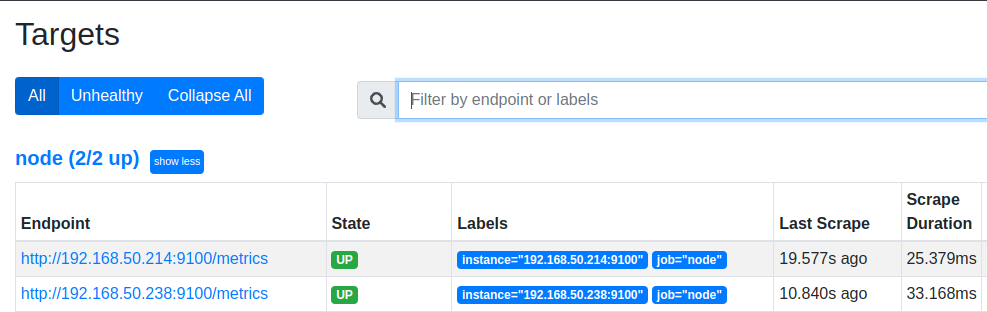 Targets
All Unhealthy Collapse All Filter by endpoint or labels
node (2/2 up) show less
Endpoint State Labels Last Scrape Scrape Duration
http://192.168.50.214:9100/metrics UP instance="192.168.50.214:9100" job="node" 19.577s ago 25.379ms
http://192.168.50.238:9100/metrics UP instance="192.168.50.238:9100" job="node" 10.840s ago 33.168ms